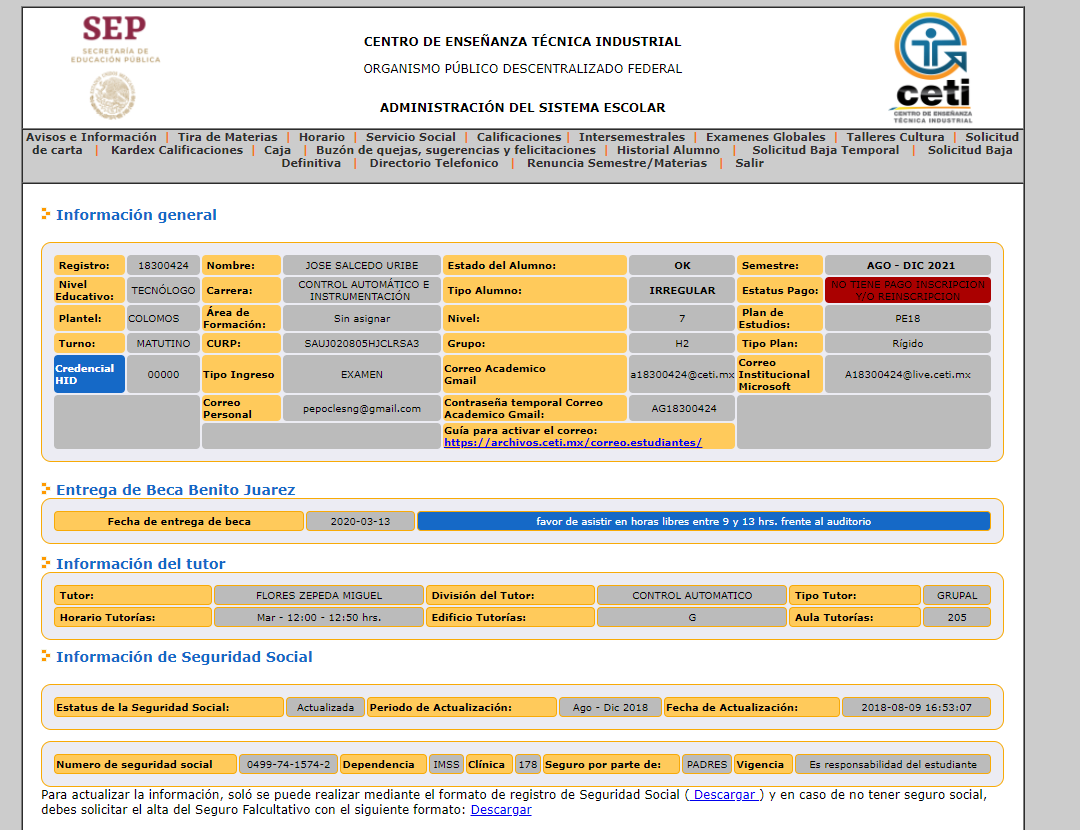 SEP
SECRETARÍA DE
EDUCACIÓN PÚBLICA
CENTRO DE ENSEÑANZA TÉCNICA INDUSTRIAL
ORGANISMO PÚBLICO DESCENTRALIZADO FEDERAL
ADMINISTRACIÓN DEL SISTEMA ESCOLAR
ceti
CENTRO DE ENSEÑANZA
TÉCNICA INDUSTRIAL
Avisos e Información | Tira de Materias | Horario | Servicio Social | Calificaciones | Intersemestrales | Examenes Globales | Talleres Cultura | Solicitud
de carta | Kardex Calificaciones | Caja | Buzón de quejas, sugerencias y felicitaciones | Historial Alumno | Solicitud Baja Temporal | Solicitud Baja
Definitiva | Directorio Telefonico | Renuncia Semestre/Materias | Salir
Información general
Registro: 18300424 Nombre: JOSE SALCEDO URIBE Estado del Alumno: OK Semestre: AGO - DIC 2021
Nivel Educativo: TECNÓLOGO Carrera: CONTROL AUTOMÁTICO E INSTRUMENTACIÓN Tipo Alumno: IRREGULAR Estatus Pago: NO TIENE PAGO INSCRIPCION Y/O REINSCRIPCION
Plantel: COLOMOS Área de Formación: Sin asignar Nivel: 7 Plan de Estudios: PE18
Turno: MATUTINO CURP: SAUJ020805HJCLRSA3 Grupo: H2 Tipo Plan: Rígido
Credencial HID 00000 Tipo Ingreso EXAMEN Correo Academico Gmail a18300424@ceti.mx Correo Institucional Microsoft A18300424@live.ceti.mx
Correo Personal pepoclesng@gmail.com Contraseña temporal Correo Academico Gmail: AG18300424
Guía para activar el correo:
https://archivos.ceti.mx/correo.estudiantes/
Entrega de Beca Benito Juarez
Fecha de entrega de beca 2020-03-13 favor de asistir en horas libres entre 9 y 13 hrs. frente al auditorio
Información del tutor
Tutor: FLORES ZEPEDA MIGUEL División del Tutor: CONTROL AUTOMATICO Tipo Tutor: GRUPAL
Horario Tutorías: Mar - 12:00 - 12:50 hrs. Edificio Tutorías: G Aula Tutorías: 205
Información de Seguridad Social
Estatus de la Seguridad Social: Actualizada Periodo de Actualización: Ago - Dic 2018 Fecha de Actualización: 2018-08-09 16:53:07
Numero de seguridad social 0499-74-1574-2 Dependencia IMSS Clínica 178 Seguro por parte de: PADRES Vigencia Es responsabilidad del estudiante
Para actualizar la información, soló se puede realizar mediante el formato de registro de Seguridad Social ( Descargar ) y en caso de no tener seguro social,
debes solicitar el alta del Seguro Falcultativo con el siguiente formato: Descargar